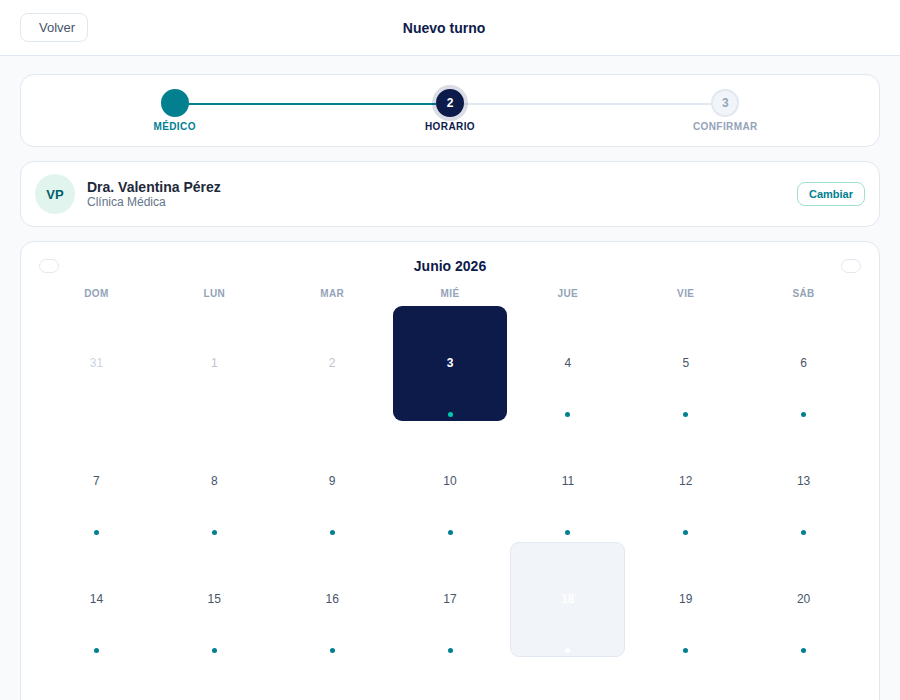 Volver
Nuevo turno
2
3
MÉDICO
HORARIO
CONFIRMAR
VP
Dra. Valentina Pérez
Clínica Médica
Cambiar
Junio 2026
DOM LUN MAR MIÉ JUE VIE SÁB
31 1 2 3 4 5 6
7 8 9 10 11 12 13
14 15 16 17 18 19 20